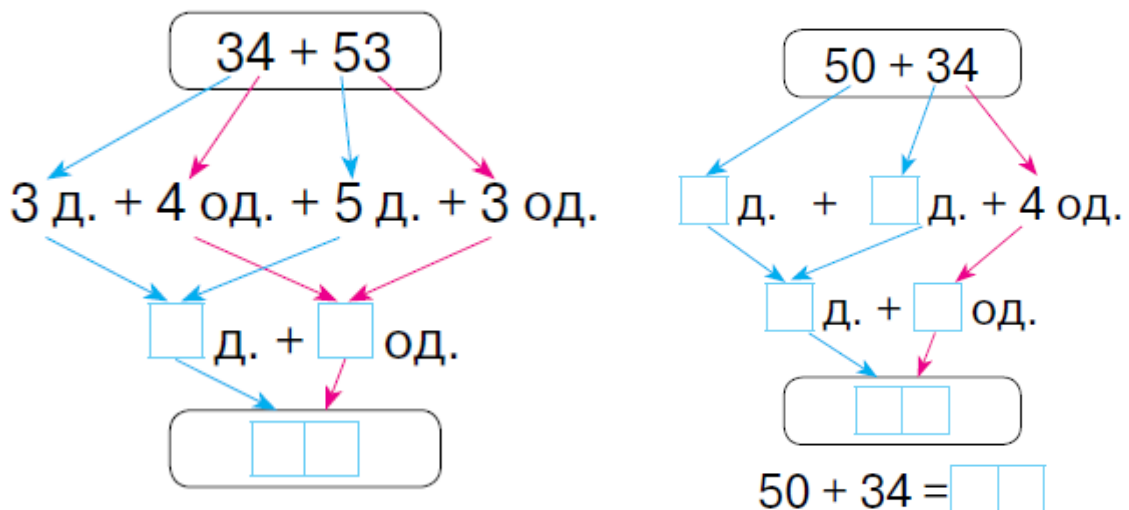 34 + 53
3 д. + 4 од. + 5 д. + 3 од.
д. + од.
50 + 34
д. + д. + 4 од.
д. + од.
50 + 34 =